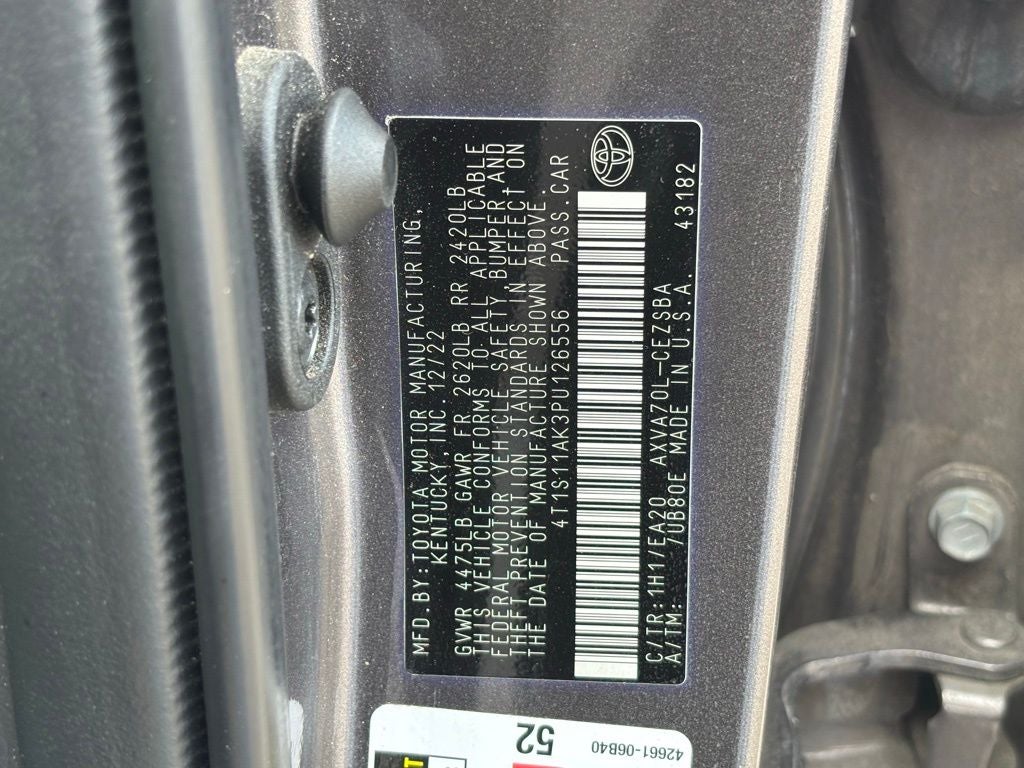 MFD.BY:TOYOTA MOTOR MANUFACTURING,
KENTUCKY,INC. 12/22
GVWR 4475LB GAWR FR 2620LB RR 2420LB
THIS VEHICLE CONFORMS TO ALL APPLICABLE
FEDERAL MOTOR VEHICLE SAFETY, BUMPER, AND
THEFT PREVENTION STANDARDS IN EFFECT ON
THE DATE OF MANUFACTURE SHOWN ABOVE.
4T1S11AK3PU126556 PASS.CAR
C/TR:1H1/EA20 AXVA70L-CEZSBA
A/TM:-/UB80E MADE IN U.S.A. 43182
52
42661-06B40